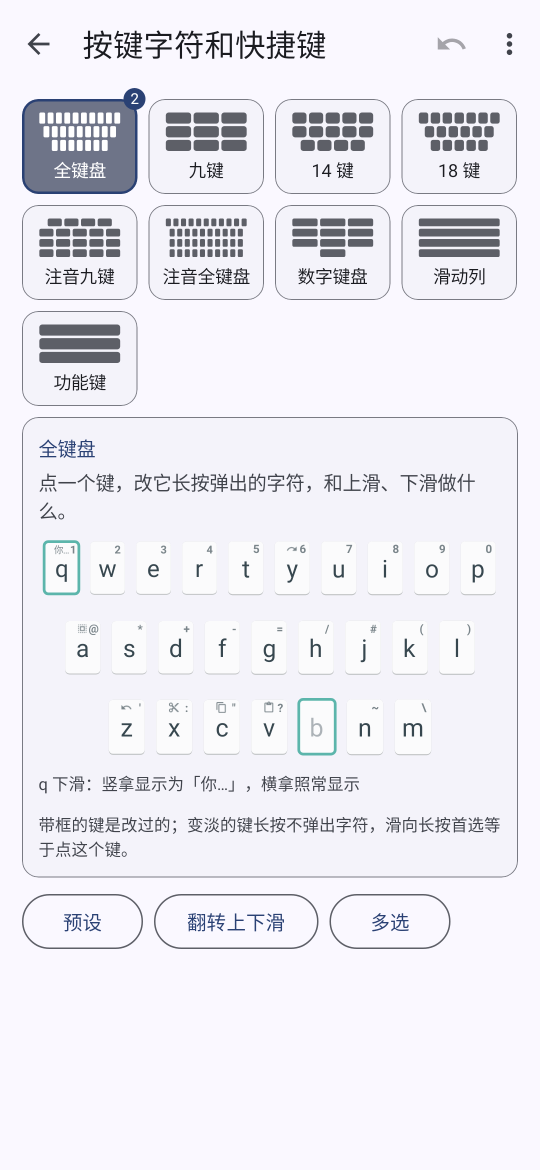 按键字符和快捷键
2
全键盘
九键
14 键
18 键
注音九键
注音全键盘
数字键盘
滑动列
功能键
全键盘
点一个键，改它长按弹出的字符，和上滑、下滑做什
么。
你…1 2 3 4 5 6 7 8 9 0
q w e r t y u i o p
@ * + - = / # ( )
a s d f g h j k l
' : " ? ~ \
z x c v b n m
q 下滑：竖拿显示为「你…」，横拿照常显示
带框的键是改过的；变淡的键长按不弹出字符，滑向长按首选等
于点这个键。
预设
翻转上下滑
多选